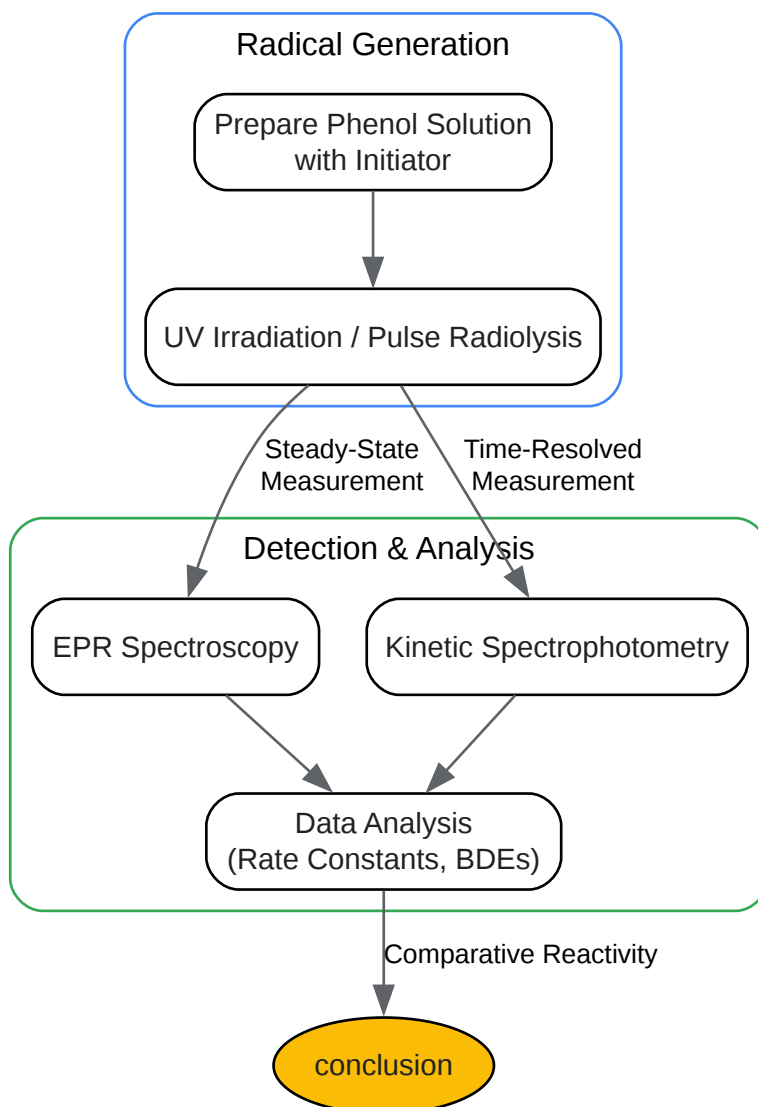 Radical Generation
Prepare Phenol Solution
with Initiator
UV Irradiation / Pulse Radiolysis
Steady-State
Measurement
Time-Resolved
Measurement
Detection & Analysis
EPR Spectroscopy
Kinetic Spectrophotometry
Data Analysis
(Rate Constants, BDEs)
Comparative Reactivity
conclusion